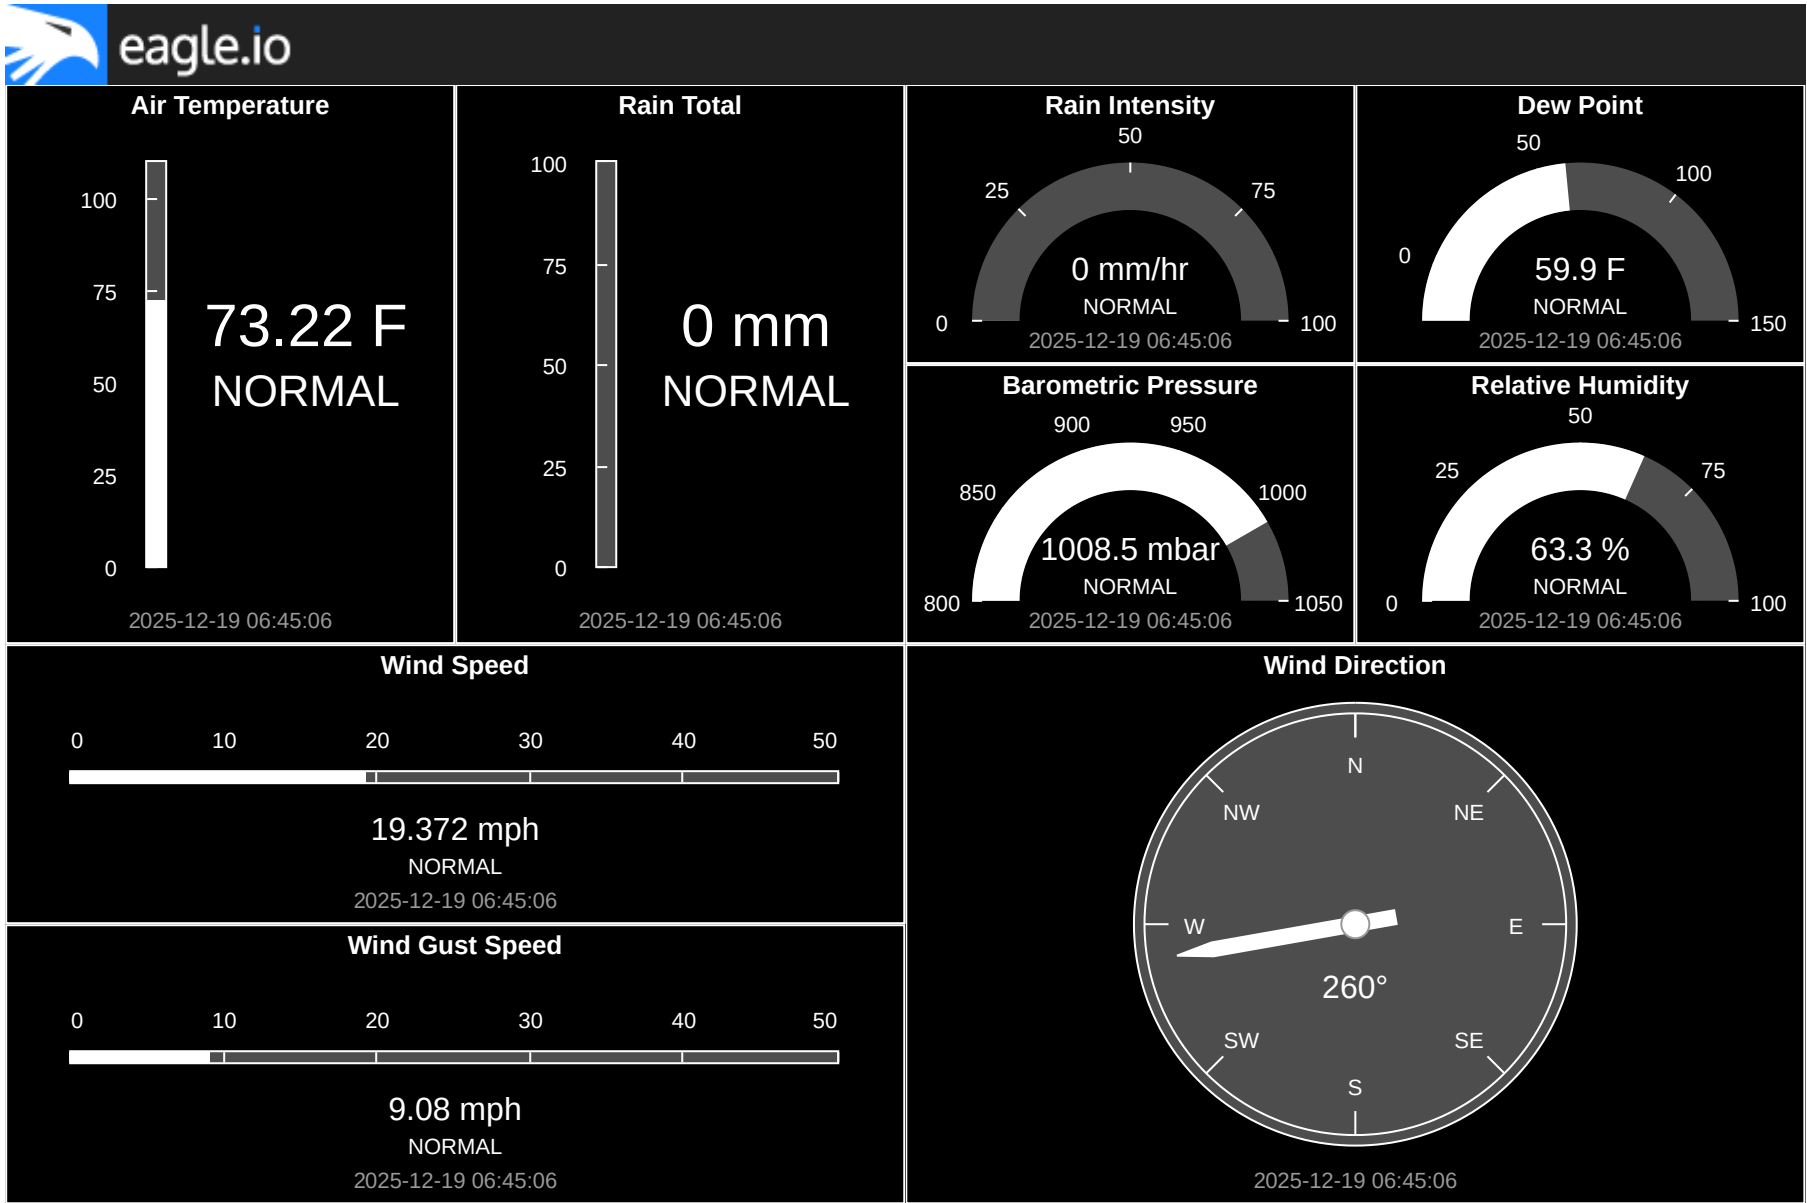 eagle.io
Air Temperature
100
75
50
25
0
73.22 F
NORMAL
2025-12-19 06:45:06
Rain Total
100
75
50
25
0
0 mm
NORMAL
2025-12-19 06:45:06
Rain Intensity
50
25
75
0
100
0 mm/hr
NORMAL
2025-12-19 06:45:06
Dew Point
50
100
0
150
59.9 F
NORMAL
2025-12-19 06:45:06
Barometric Pressure
900
950
850
1000
800
1050
1008.5 mbar
NORMAL
2025-12-19 06:45:06
Relative Humidity
50
25
75
0
100
63.3 %
NORMAL
2025-12-19 06:45:06
Wind Speed
0 10 20 30 40 50
19.372 mph
NORMAL
2025-12-19 06:45:06
Wind Gust Speed
0 10 20 30 40 50
9.08 mph
NORMAL
2025-12-19 06:45:06
Wind Direction
N
NW
NE
W
E
260°
SW
SE
S
2025-12-19 06:45:06